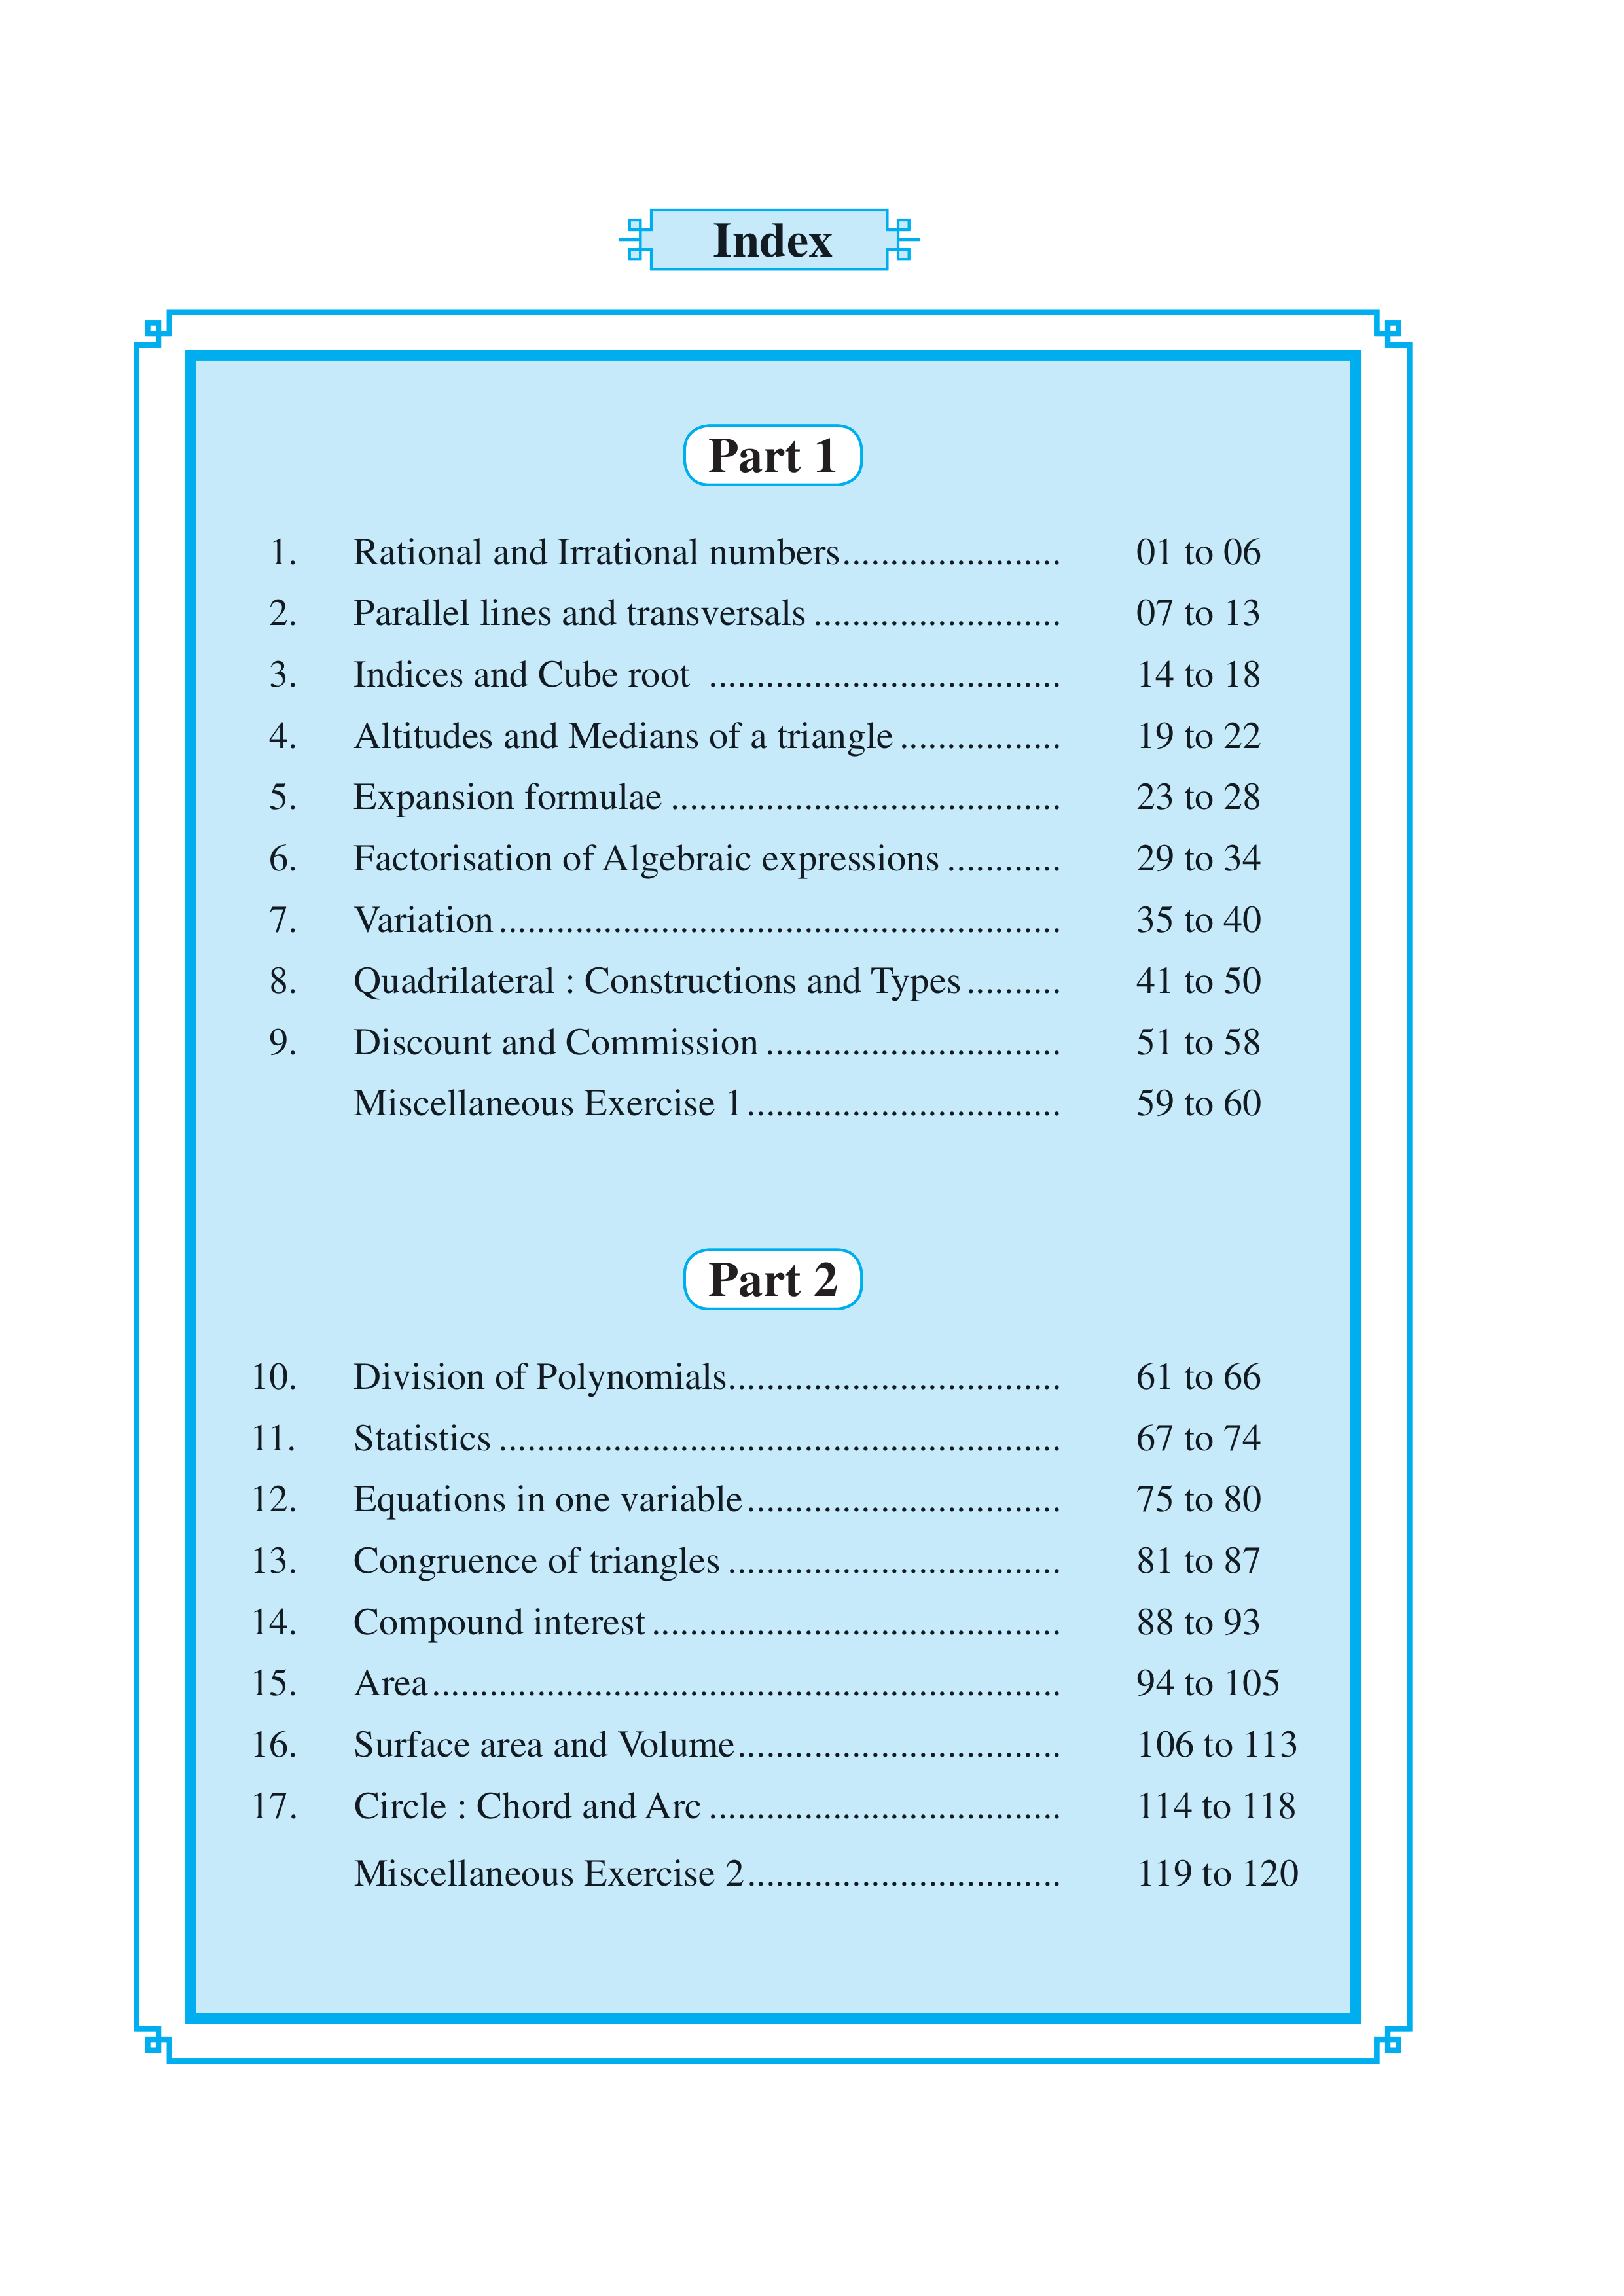 Index
Part 1
1. Rational and Irrational numbers....................... 01 to 06
2. Parallel lines and transversals .......................... 07 to 13
3. Indices and Cube root ..................................... 14 to 18
4. Altitudes and Medians of a triangle ................. 19 to 22
5. Expansion formulae ......................................... 23 to 28
6. Factorisation of Algebraic expressions ............ 29 to 34
7. Variation ........................................................... 35 to 40
8. Quadrilateral : Constructions and Types .......... 41 to 50
9. Discount and Commission ............................... 51 to 58
Miscellaneous Exercise 1 ................................. 59 to 60
Part 2
10. Division of Polynomials................................... 61 to 66
11. Statistics ........................................................... 67 to 74
12. Equations in one variable ................................. 75 to 80
13. Congruence of triangles ................................... 81 to 87
14. Compound interest ........................................... 88 to 93
15. Area .................................................................. 94 to 105
16. Surface area and Volume.................................. 106 to 113
17. Circle : Chord and Arc ..................................... 114 to 118
Miscellaneous Exercise 2 ................................. 119 to 120